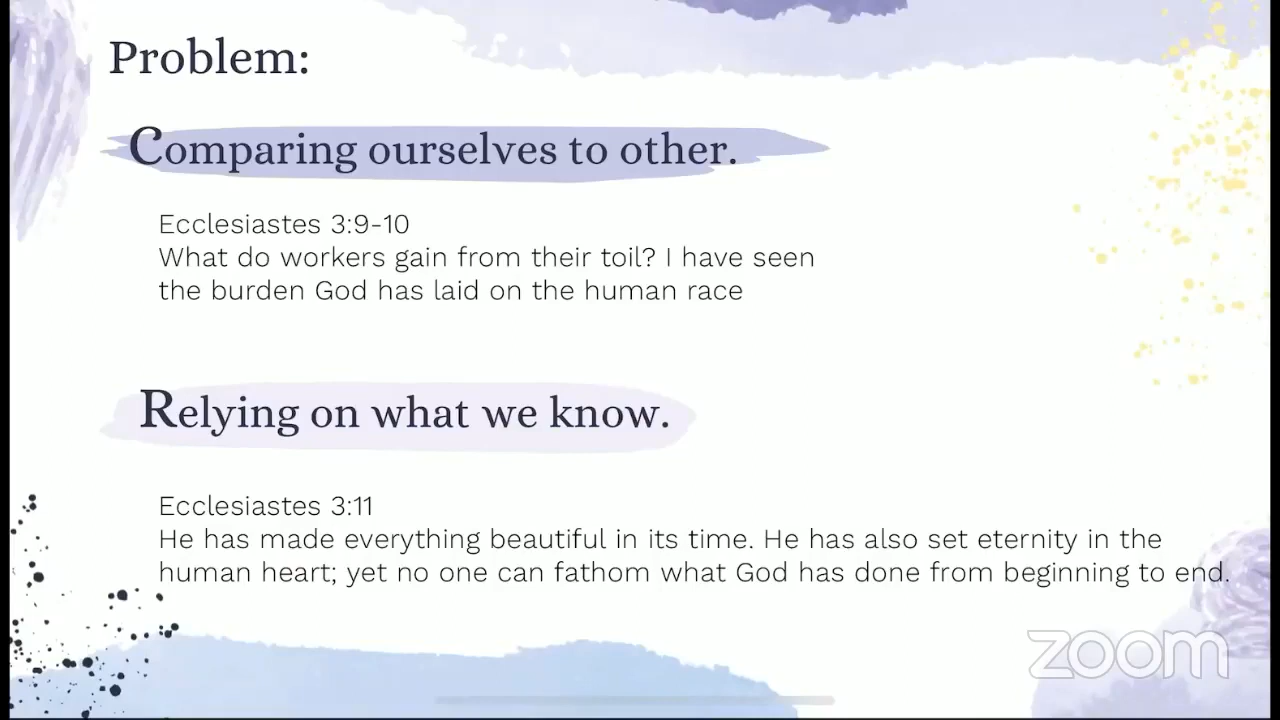 Problem:
Comparing ourselves to other.
Ecclesiastes 3:9-10
What do workers gain from their toil? I have seen
the burden God has laid on the human race
Relying on what we know.
Ecclesiastes 3:11
He has made everything beautiful in its time. He has also set eternity in the
human heart; yet no one can fathom what God has done from beginning to end.
zoom